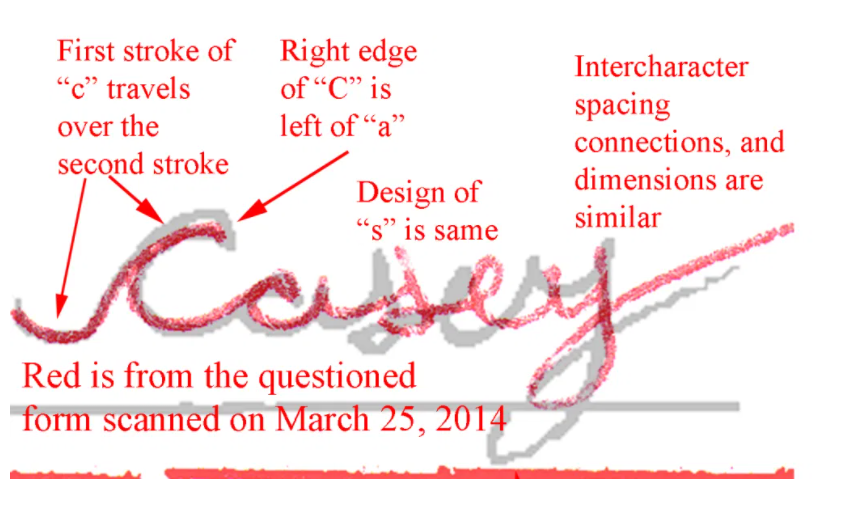 First stroke of
“c” travels
over the
second stroke
Right edge
of “C” is
left of “a”
Design of
“s” is same
Intercharacter
spacing
connections, and
dimensions are
similar
Casey
Red is from the questioned
form scanned on March 25, 2014